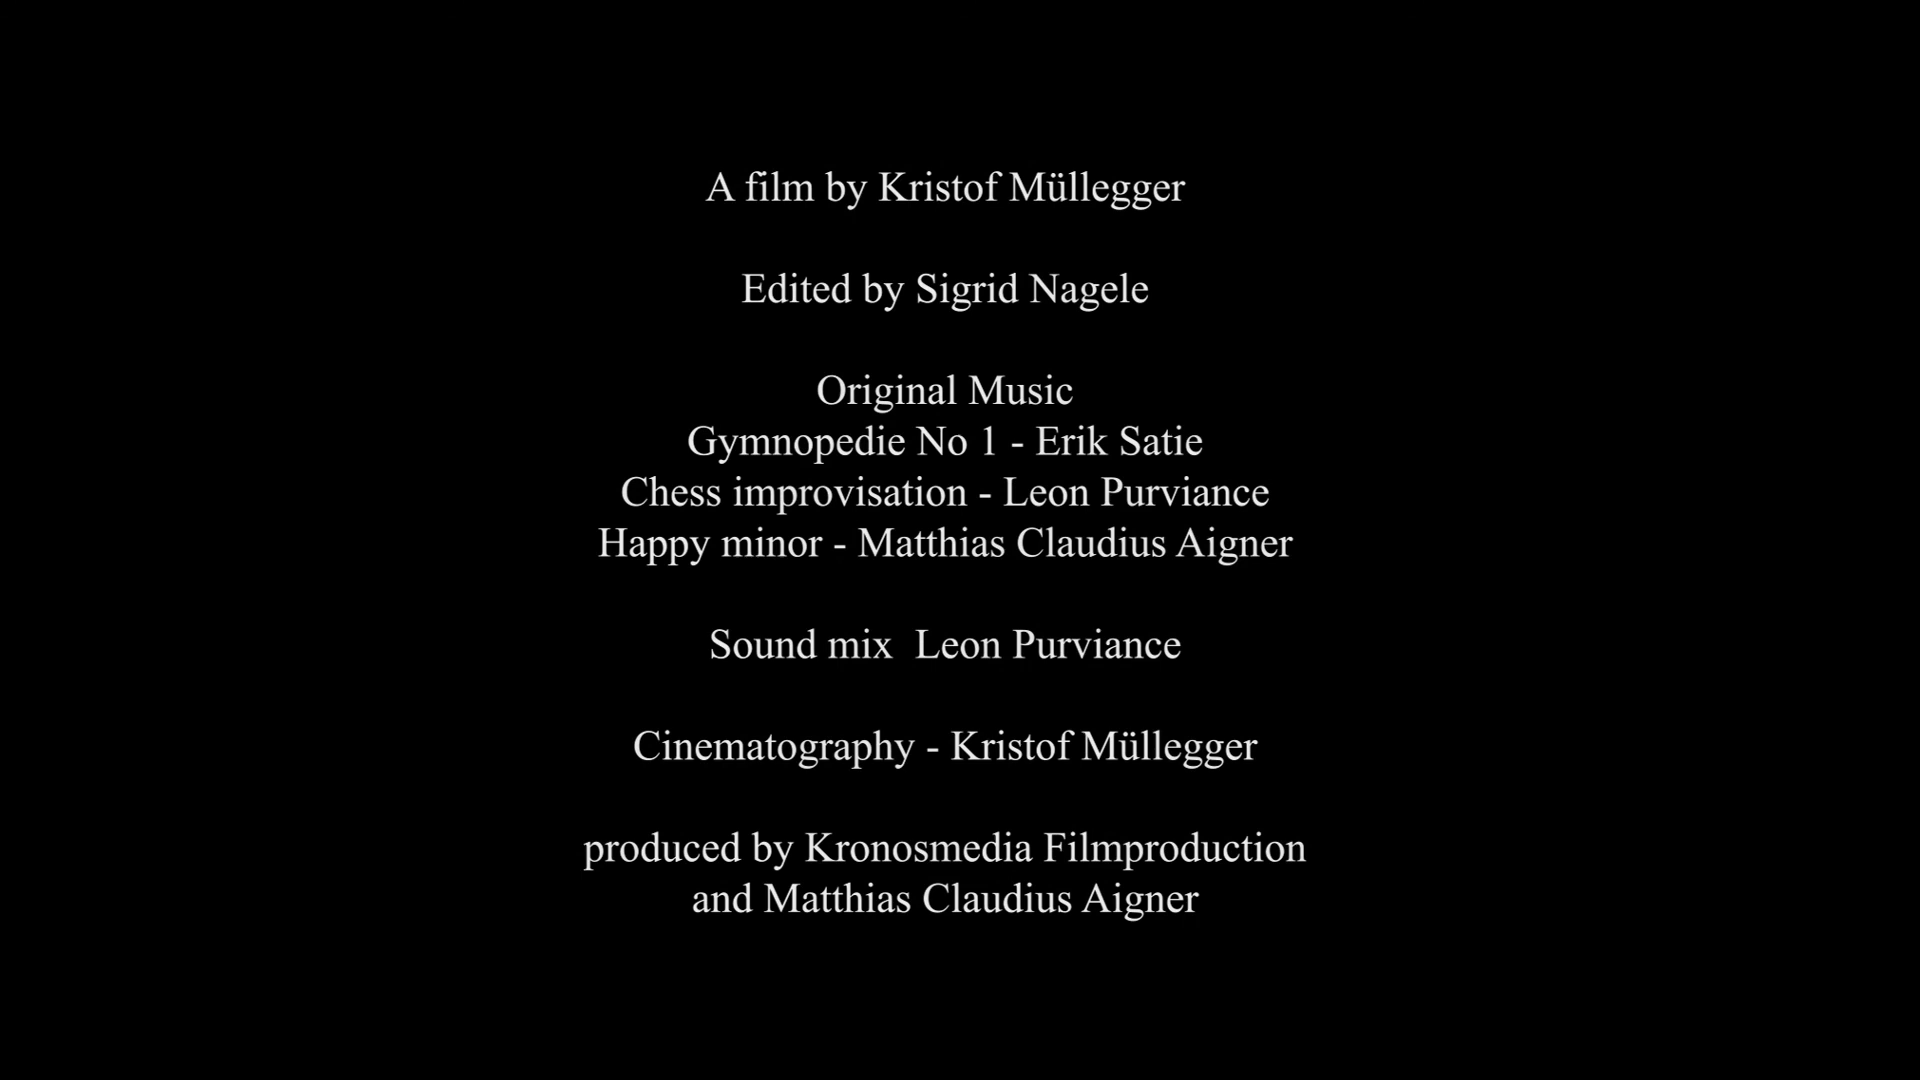 A film by Kristof Müllegger
Edited by Sigrid Nagele
Original Music
Gymnopedie No 1 - Erik Satie
Chess improvisation - Leon Purviance
Happy minor - Matthias Claudius Aigner
Sound mix  Leon Purviance
Cinematography - Kristof Müllegger
produced by Kronosmedia Filmproduction
and Matthias Claudius Aigner